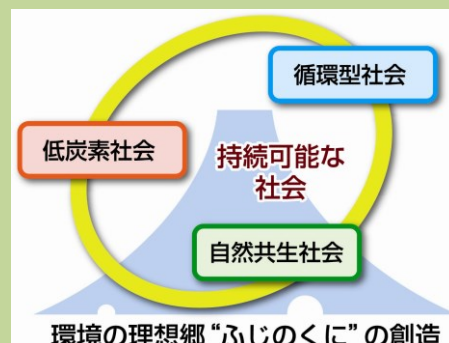 循環型社会
低炭素社会
持続可能な
社会
自然共生社会
環境の理想郷“ふじのくに”の創造